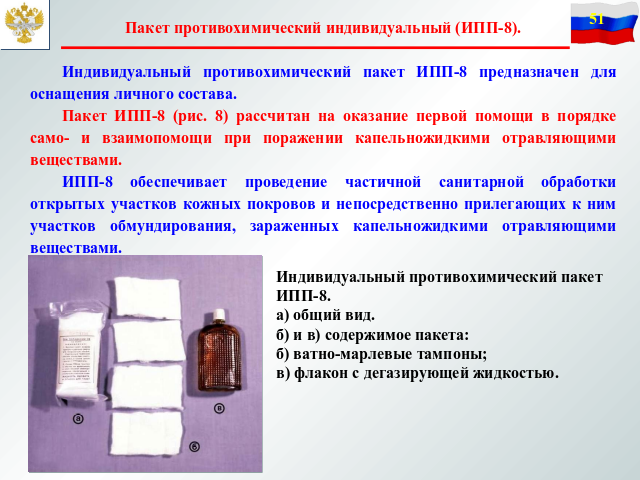 51
Пакет противохимический индивидуальный (ИПП-8).
Индивидуальный противохимический пакет ИПП-8 предназначен для
оснащения личного состава.
Пакет ИПП-8 (рис. 8) рассчитан на оказание первой помощи в порядке
само- и взаимопомощи при поражении капельножидкими отравляющими
веществами.
ИПП-8 обеспечивает проведение частичной санитарной обработки
открытых участков кожных покровов и непосредственно прилегающих к ним
участков обмундирования, зараженных капельножидкими отравляющими
веществами.
Индивидуальный противохимический пакет
ИПП-8.
а) общий вид.
б) и в) содержимое пакета:
б) ватно-марлевые тампоны;
в) флакон с дегазирующей жидкостью.
а
в
б